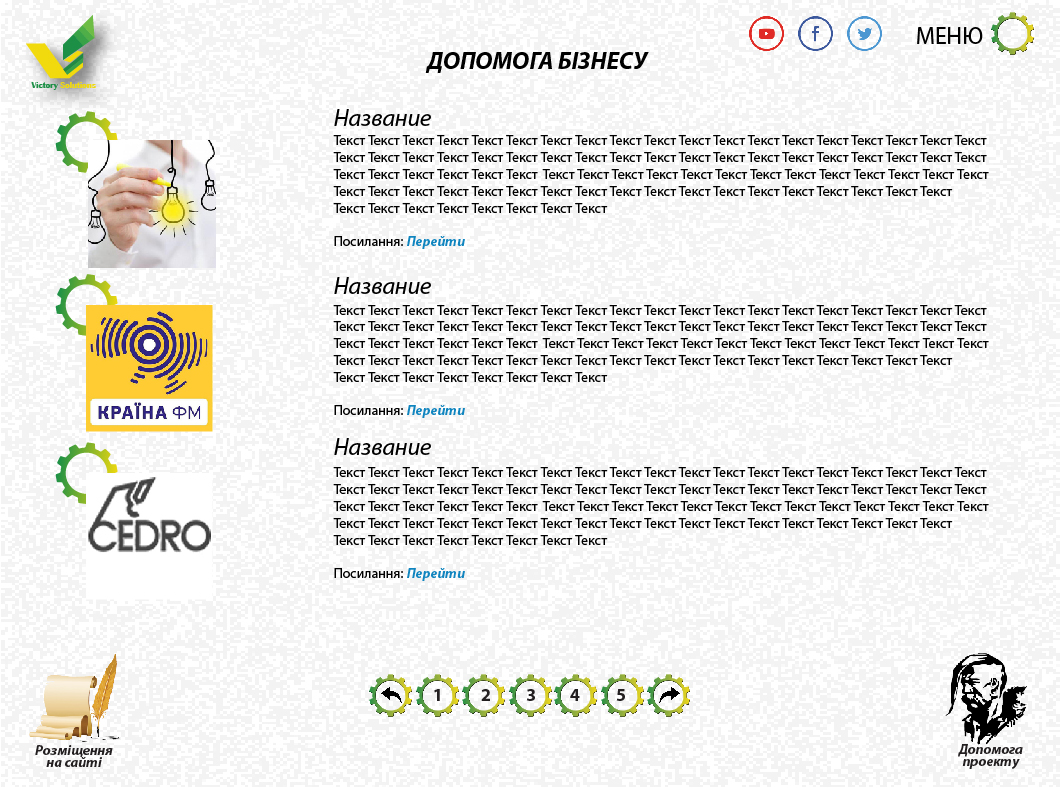 Victory Solutions
МЕНЮ
ДОПОМОГА БІЗНЕСУ
Название
Текст Текст Текст Текст Текст Текст Текст Текст Текст Текст Текст Текст Текст Текст Текст Текст Текст Текст Текст
Текст Текст Текст Текст Текст Текст Текст Текст Текст Текст Текст Текст Текст Текст Текст Текст Текст Текст Текст
Текст Текст Текст Текст Текст Текст Текст Текст Текст Текст Текст Текст Текст Текст Текст Текст Текст Текст Текст
Текст Текст Текст Текст Текст Текст Текст Текст Текст Текст Текст Текст Текст Текст Текст Текст Текст Текст
Текст Текст Текст Текст Текст Текст Текст Текст
Посилання: Перейти
Название
Текст Текст Текст Текст Текст Текст Текст Текст Текст Текст Текст Текст Текст Текст Текст Текст Текст Текст Текст
Текст Текст Текст Текст Текст Текст Текст Текст Текст Текст Текст Текст Текст Текст Текст Текст Текст Текст Текст
Текст Текст Текст Текст Текст Текст Текст Текст Текст Текст Текст Текст Текст Текст Текст Текст Текст Текст Текст
Текст Текст Текст Текст Текст Текст Текст Текст Текст Текст Текст Текст Текст Текст Текст Текст Текст Текст
Текст Текст Текст Текст Текст Текст Текст Текст
Посилання: Перейти
КРАЇНА ФМ
Название
Текст Текст Текст Текст Текст Текст Текст Текст Текст Текст Текст Текст Текст Текст Текст Текст Текст Текст Текст
Текст Текст Текст Текст Текст Текст Текст Текст Текст Текст Текст Текст Текст Текст Текст Текст Текст Текст Текст
Текст Текст Текст Текст Текст Текст Текст Текст Текст Текст Текст Текст Текст Текст Текст Текст Текст Текст Текст
Текст Текст Текст Текст Текст Текст Текст Текст Текст Текст Текст Текст Текст Текст Текст Текст Текст Текст
Текст Текст Текст Текст Текст Текст Текст Текст
Посилання: Перейти
CEDRO
1 2 3 4 5
Розміщення
на сайті
Допомога
проекту